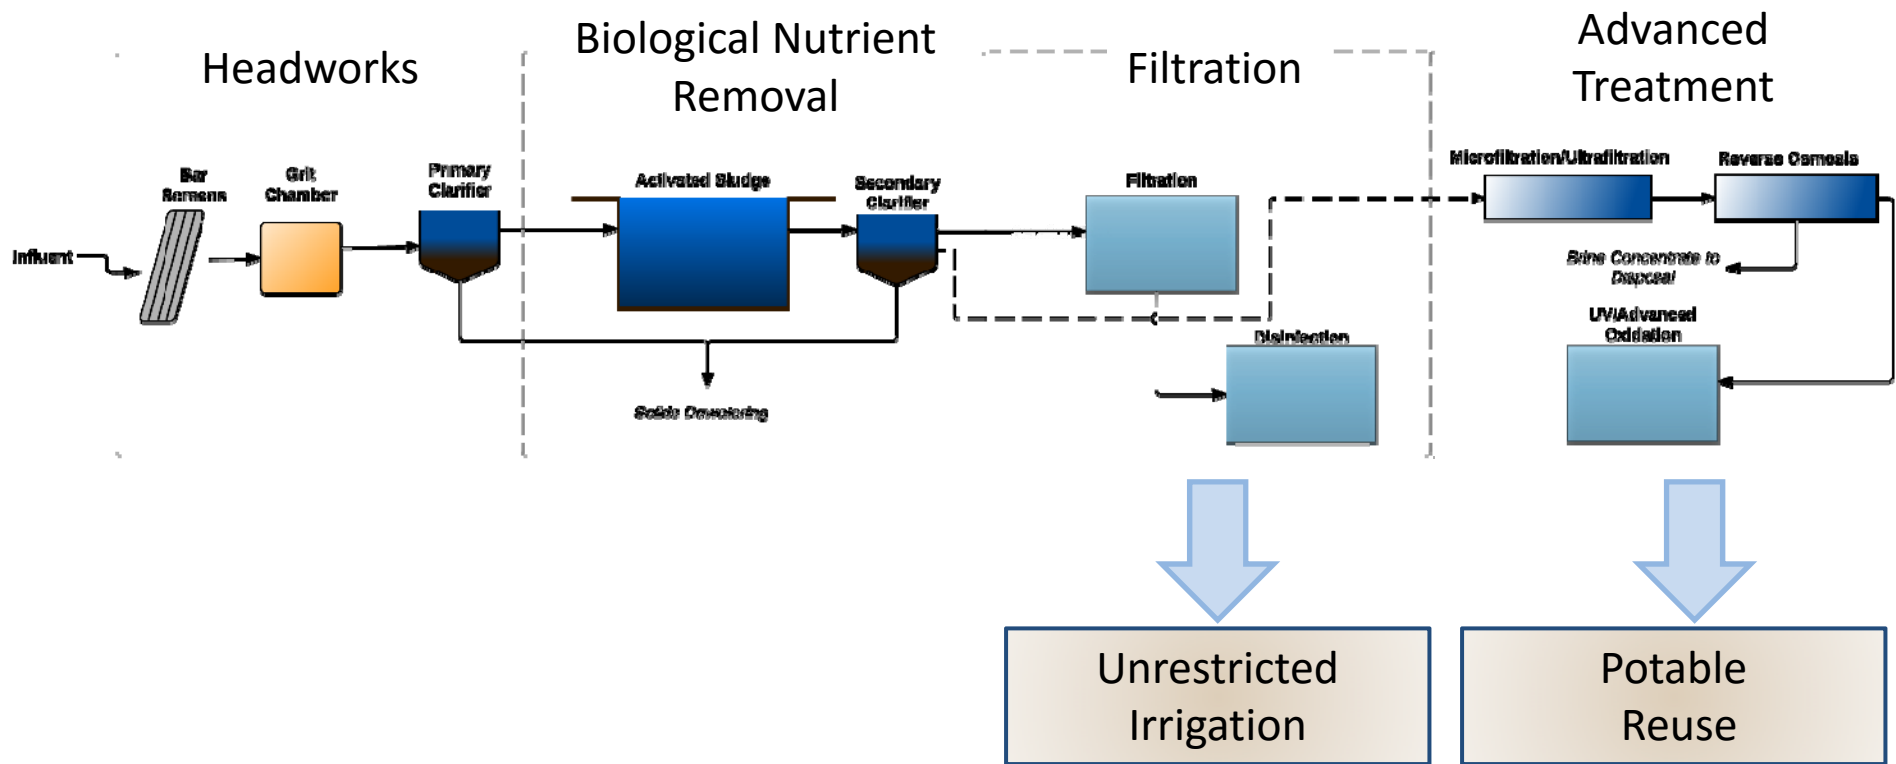 Headworks
Biological Nutrient
Removal
Filtration
Advanced
Treatment
Influent
Bar
Screens
Grit
Chamber
Primary
Clarifier
Activated Sludge
Secondary
Clarifier
Solids Dewatering
Filtration
Disinfection
Microfiltration/Ultrafiltration
Reverse Osmosis
Brine Concentrate to
Disposal
UV/Advanced
Oxidation
Unrestricted
Irrigation
Potable
Reuse